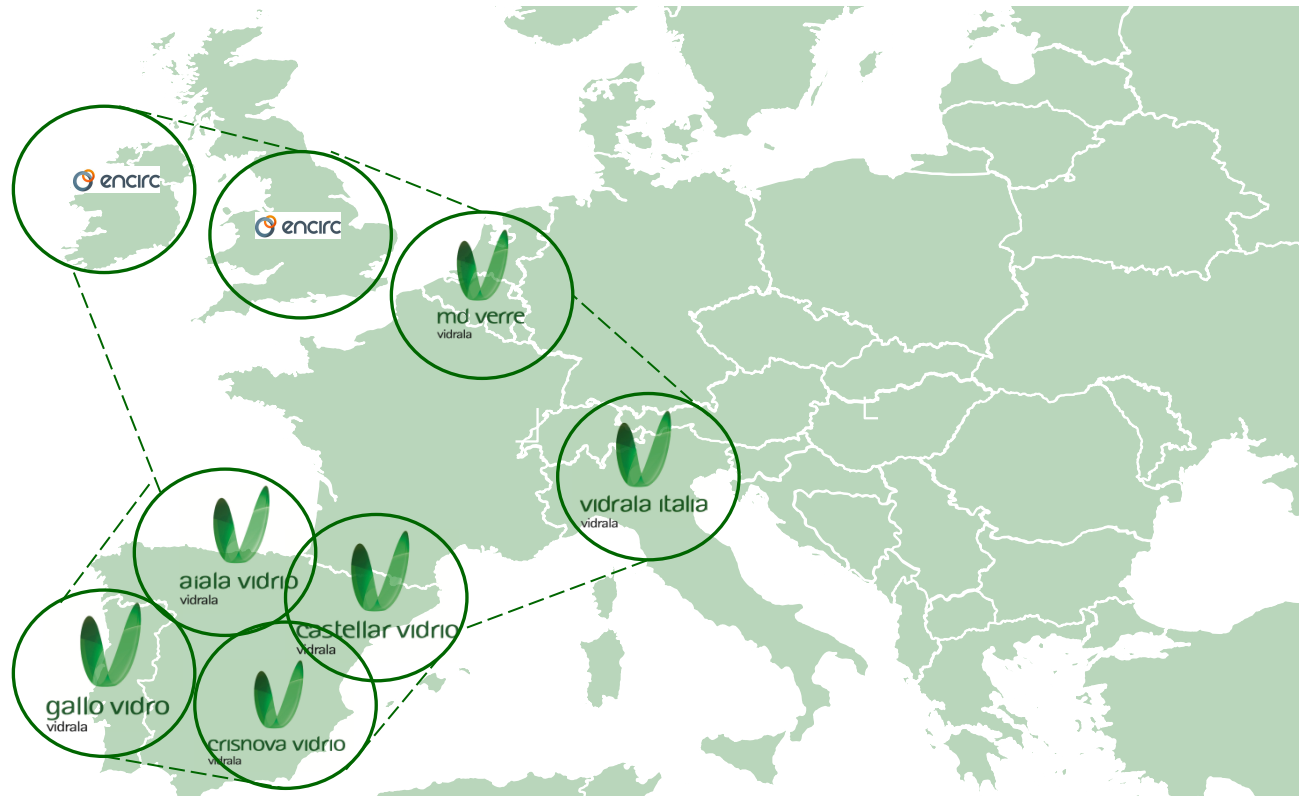 encirc
encirc
md verre
vidrala
vidrala italia
vidrala
aiala vidrio
vidrala
castellar vidrio
vidrala
gallo vidro
vidrala
crisnova vidrio
vidrala